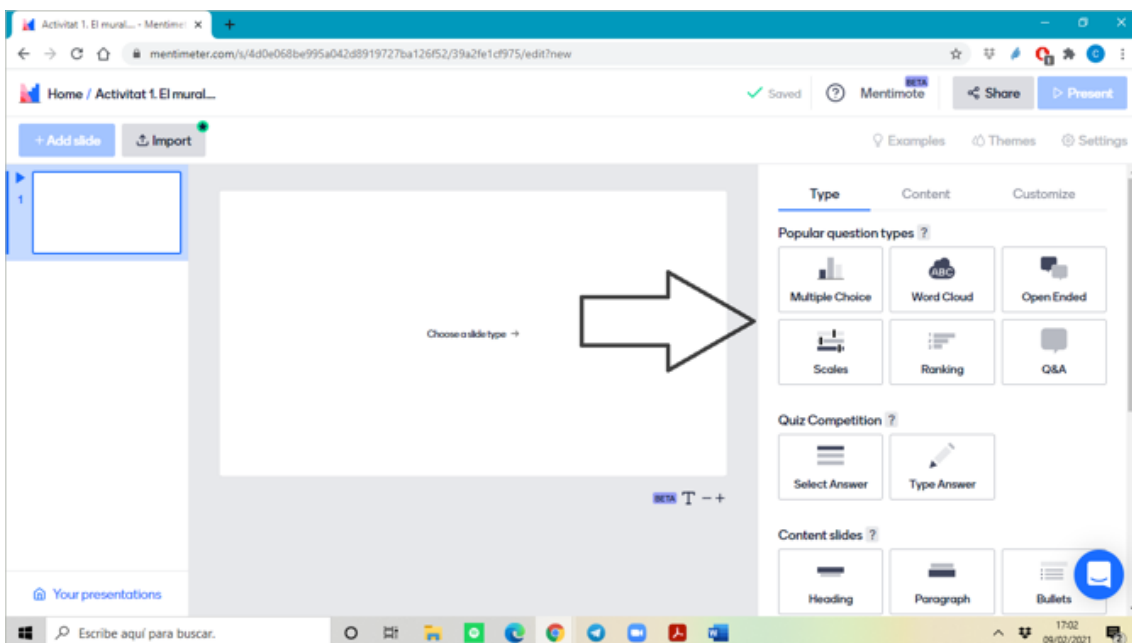 Activitat 1. El mural... - Mentime
mentimeter.com/s/4d0e068be995a042d8919727ba126f52/39a2fe1cf975/edit?new
Home / Activitat 1. El mural...
Saved
Mentimote
BETA
Share
Present
+ Add slide
Import
Examples
Themes
Settings
1
Choose a slide type →
BETA T − +
Type Content Customize
Popular question types ?
Multiple Choice
ABC
Word Cloud
Open Ended
Scales
Ranking
Q&A
Quiz Competition ?
Select Answer
Type Answer
Content slides ?
Heading
Paragraph
Bullets
Your presentations
Escribe aquí para buscar.
17:02
09/02/2021